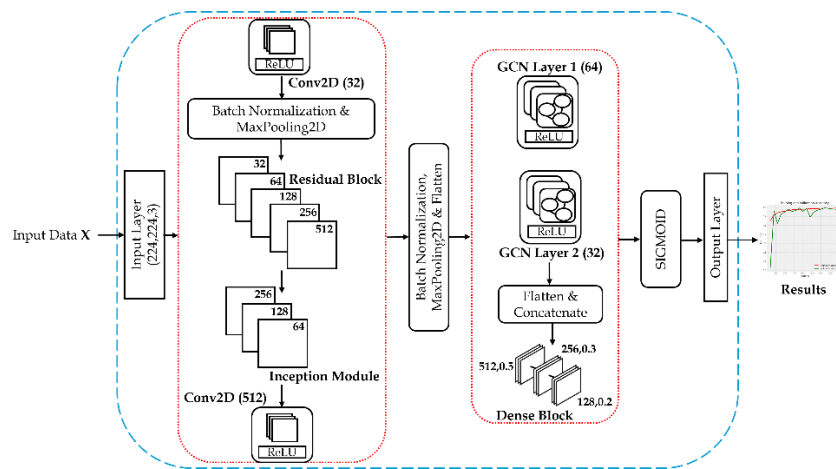 Input Data X
Input Layer
(224,224,3)
ReLU
Conv2D (32)
Batch Normalization &
MaxPooling2D
32
64
128
256
512
Residual Block
256
128
64
Inception Module
Conv2D (512)
ReLU
Batch Normalization,
MaxPooling2D & Flatten
GCN Layer 1 (64)
ReLU
ReLU
GCN Layer 2 (32)
Flatten &
Concatenate
512,0.5
256,0.3
128,0.2
Dense Block
SIGMOID
Output Layer
Results